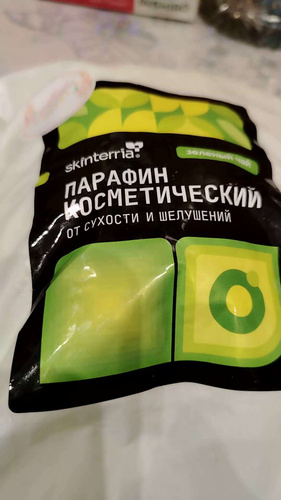 skinterria
зеленый чай
ПАРАФИН
КОСМЕТИЧЕСКИЙ
ОТ СУХОСТИ И ШЕЛУШЕНИЙ